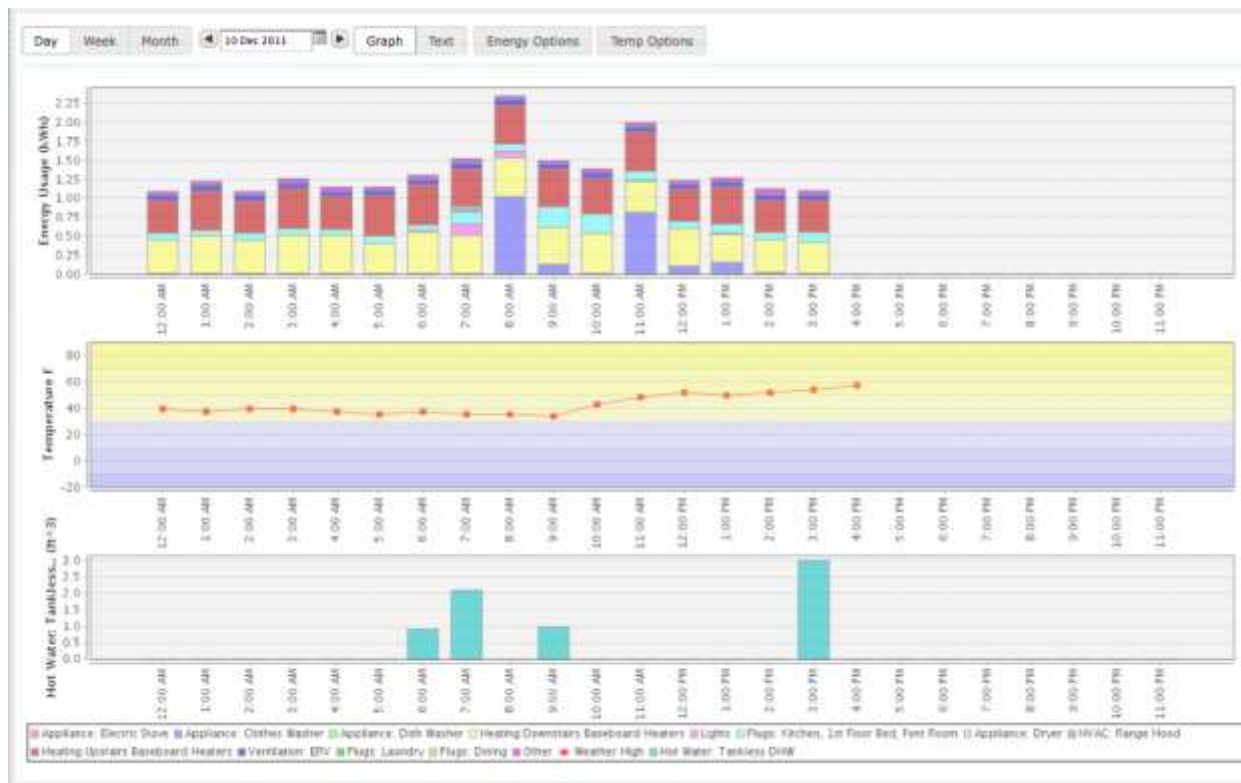 Day Week Month 10 Dec 2011 Graph Text Energy Options Temp Options
Energy Usage (kWh)
2.25
2.00
1.75
1.50
1.25
1.00
0.75
0.50
0.25
0.00
12:00 AM 1:00 AM 2:00 AM 3:00 AM 4:00 AM 5:00 AM 6:00 AM 7:00 AM 8:00 AM 9:00 AM 10:00 AM 11:00 AM 12:00 PM 1:00 PM 2:00 PM 3:00 PM 4:00 PM 5:00 PM 6:00 PM 7:00 PM 8:00 PM 9:00 PM 10:00 PM 11:00 PM
Temperature F
80
60
40
20
0
-20
12:00 AM 1:00 AM 2:00 AM 3:00 AM 4:00 AM 5:00 AM 6:00 AM 7:00 AM 8:00 AM 9:00 AM 10:00 AM 11:00 AM 12:00 PM 1:00 PM 2:00 PM 3:00 PM 4:00 PM 5:00 PM 6:00 PM 7:00 PM 8:00 PM 9:00 PM 10:00 PM 11:00 PM
Hot Water: Tankless... (ft^3)
3.0
2.5
2.0
1.5
1.0
0.5
0.0
12:00 AM 1:00 AM 2:00 AM 3:00 AM 4:00 AM 5:00 AM 6:00 AM 7:00 AM 8:00 AM 9:00 AM 10:00 AM 11:00 AM 12:00 PM 1:00 PM 2:00 PM 3:00 PM 4:00 PM 5:00 PM 6:00 PM 7:00 PM 8:00 PM 9:00 PM 10:00 PM 11:00 PM
Appliance: Electric Stove Appliance: Clothes Washer Appliance: Dish Washer Heating Downstairs Baseboard Heaters Lights Plugs: Kitchen, 1st Floor Bed, Fam Room Appliance: Dryer HVAC: Range Hood
Heating Upstairs Baseboard Heaters Ventilation: ERV Plugs: Laundry Plugs: Dining Other Weather High Hot Water: Tankless DHW